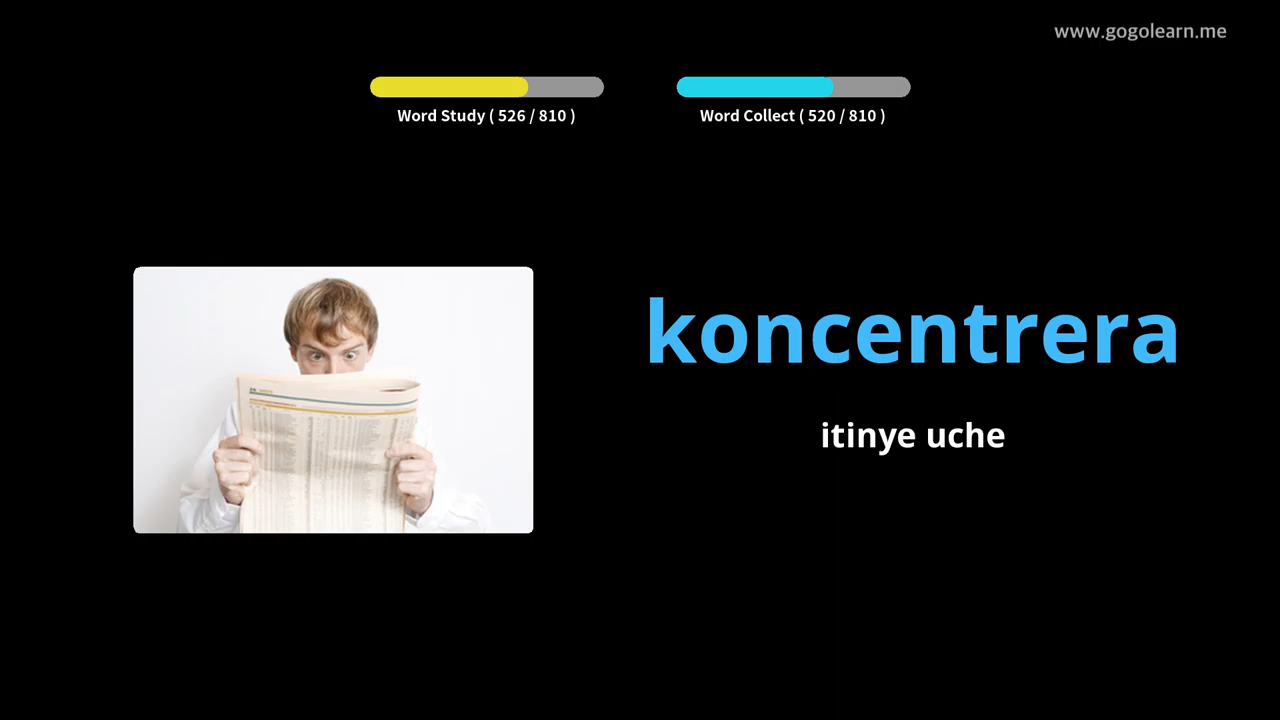 www.gogolearn.me
Word Study ( 526 / 810 )
Word Collect ( 520 / 810 )
koncentrera
itinye uche